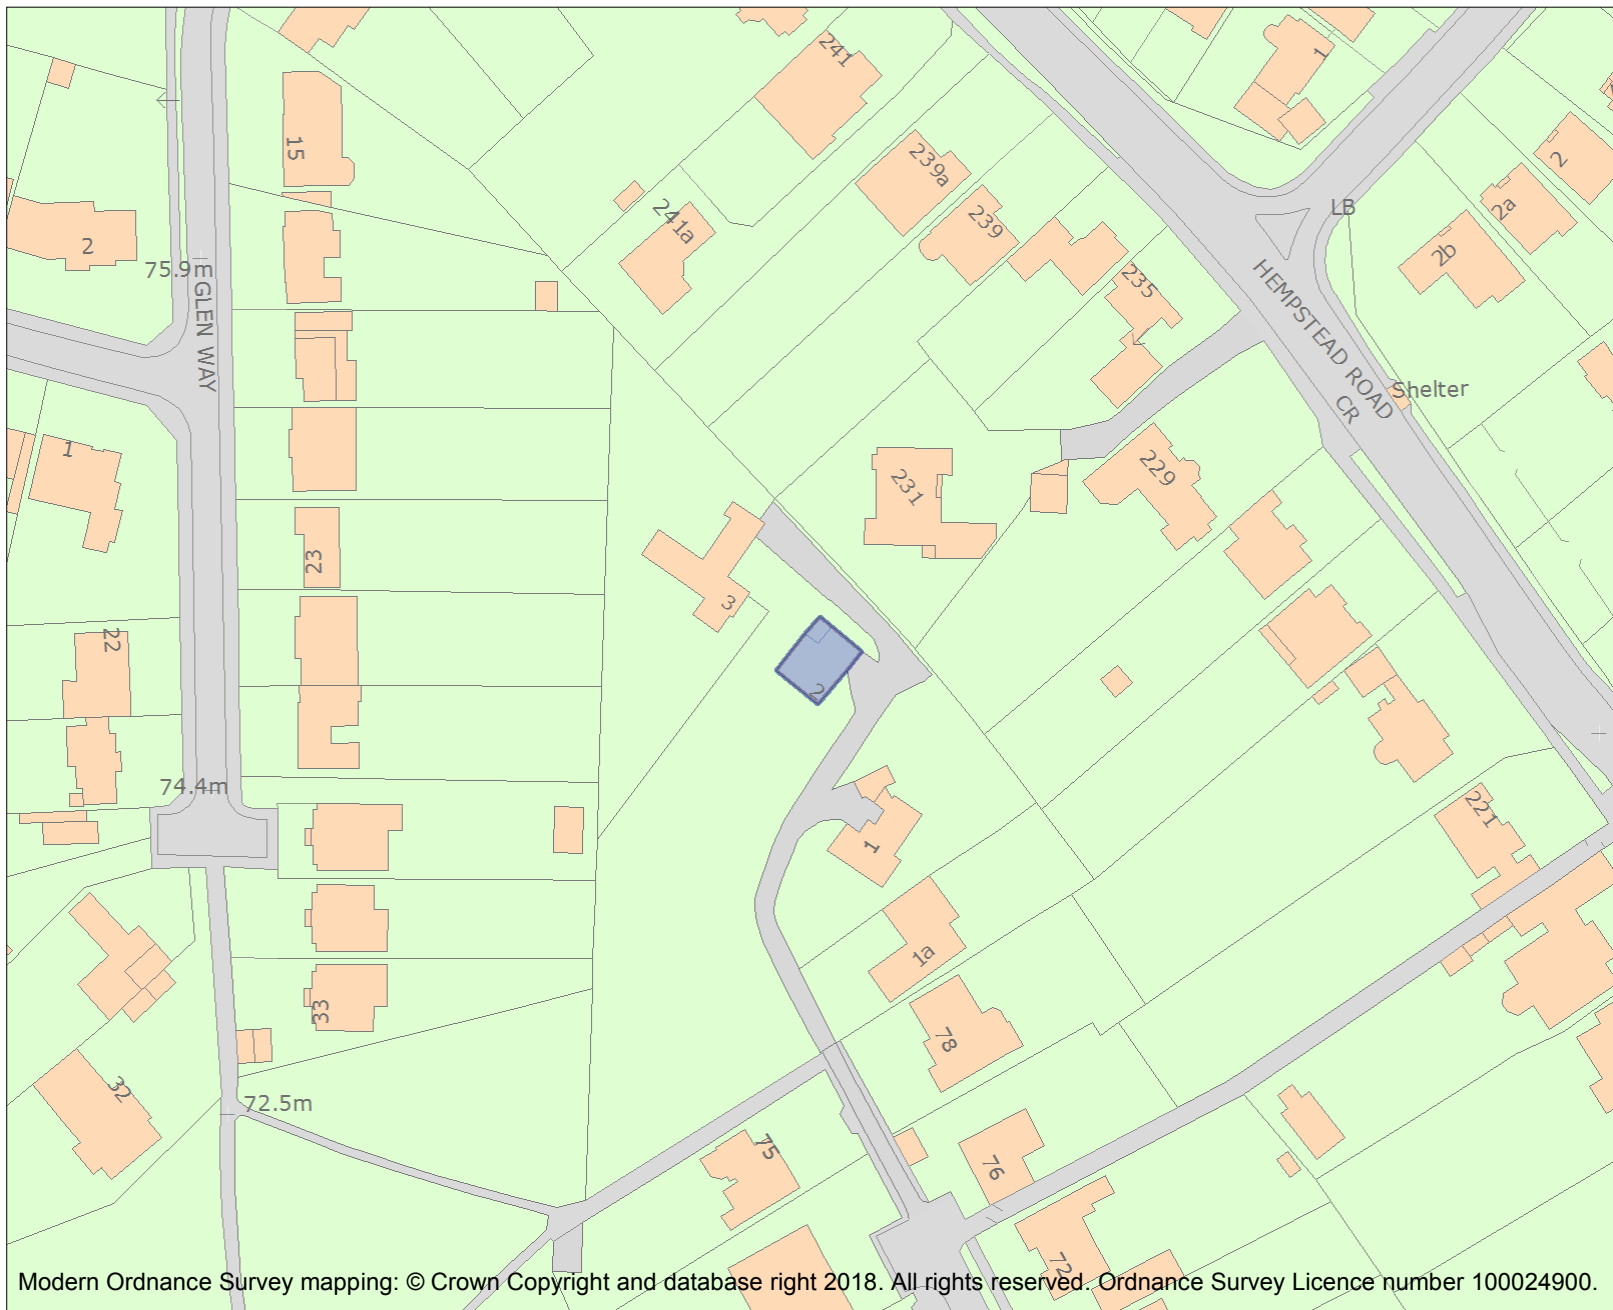 241
1
15
239a
2
241a
239
LB
2a
2
2b
75.9m
235
GLEN WAY
HEMPSTEAD ROAD
CR
Shelter
1
231
229
23
3
22
2
74.4m
221
1
1a
33
78
32
72.5m
75
76
72
Modern Ordnance Survey mapping: © Crown Copyright and database right 2018. All rights reserved. Ordnance Survey Licence number 100024900.